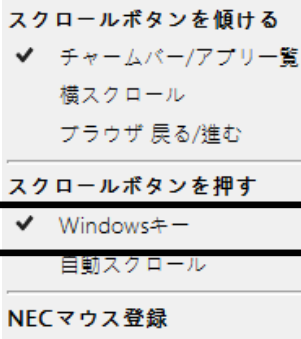 スクロールボタンを傾ける
✔ チャームバー/アプリ一覧
横スクロール
ブラウザ 戻る/進む
スクロールボタンを押す
✔ Windowsキー
自動スクロール
NECマウス登録